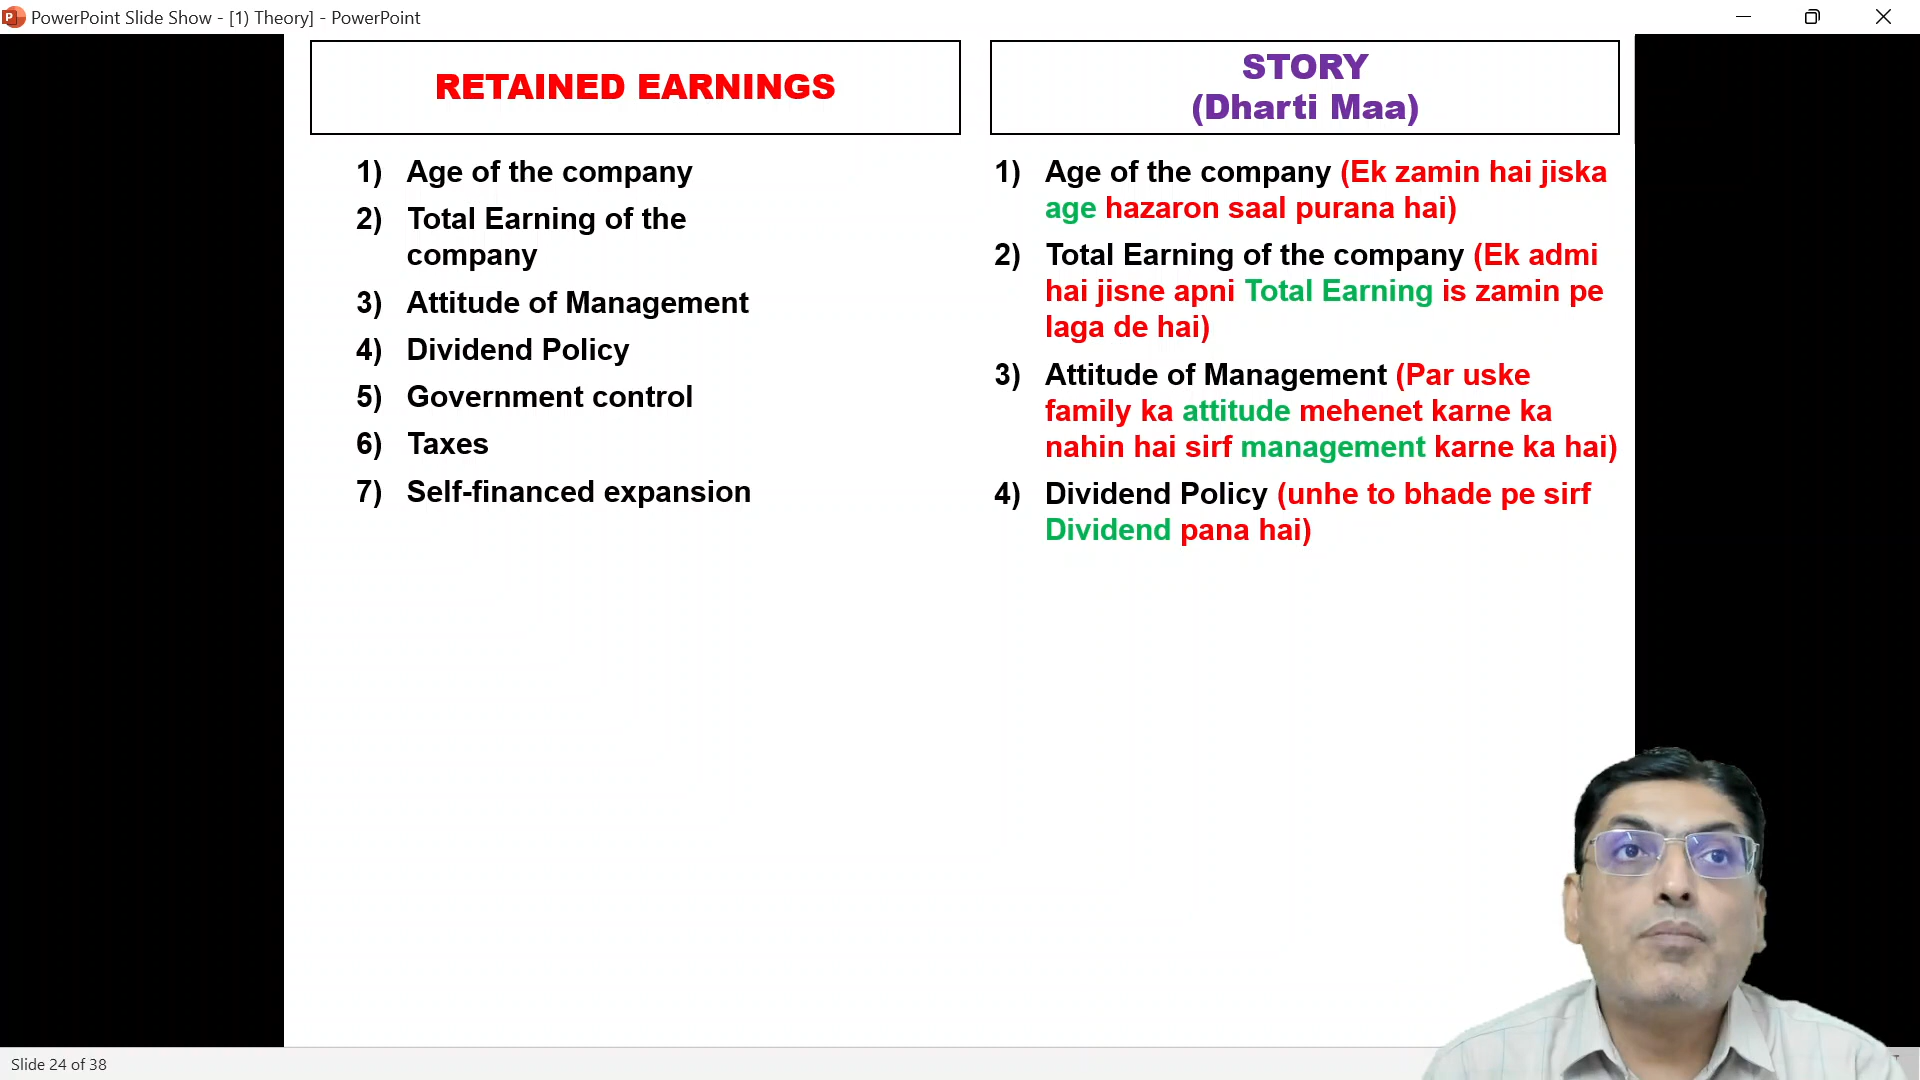 PowerPoint Slide Show - [1) Theory] - PowerPoint
RETAINED EARNINGS
1) Age of the company
2) Total Earning of the
company
3) Attitude of Management
4) Dividend Policy
5) Government control
6) Taxes
7) Self-financed expansion
STORY
(Dharti Maa)
1) Age of the company (Ek zamin hai jiska
age hazaron saal purana hai)
2) Total Earning of the company (Ek admi
hai jisne apni Total Earning is zamin pe
laga de hai)
3) Attitude of Management (Par uske
family ka attitude mehenet karne ka
nahin hai sirf management karne ka hai)
4) Dividend Policy (unhe to bhade pe sirf
Dividend pana hai)
Slide 24 of 38